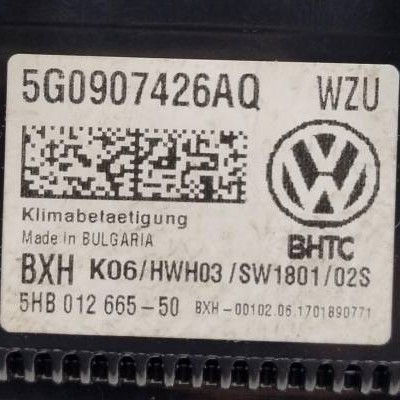 5G0907426AQ WZU
Klimabetaetigung
Made in BULGARIA
BHTC
BXH K06/HWH03/SW1801/02S
5HB 012 665-50 BXH-00102.06.1701890771